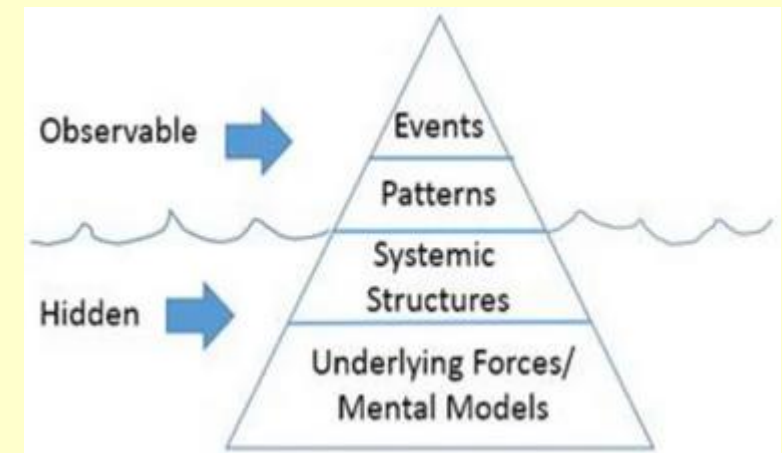 Observable
Events
Patterns
Systemic
Structures
Hidden
Underlying Forces/
Mental Models